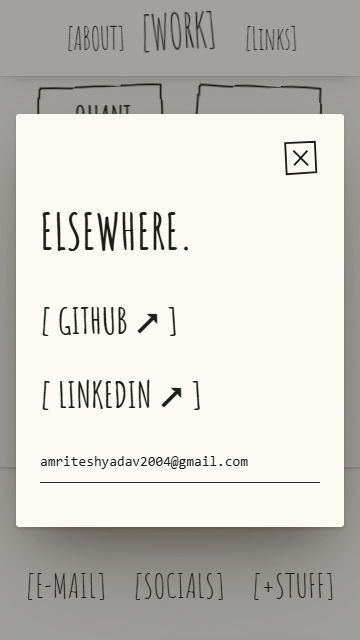 [ABOUT] [WORK] [Links]
ELSEWHERE.
[ GITHUB ↗ ]
[ LINKEDIN ↗ ]
amriteshyadav2004@gmail.com
[E-MAIL] [SOCIALS] [+STUFF]